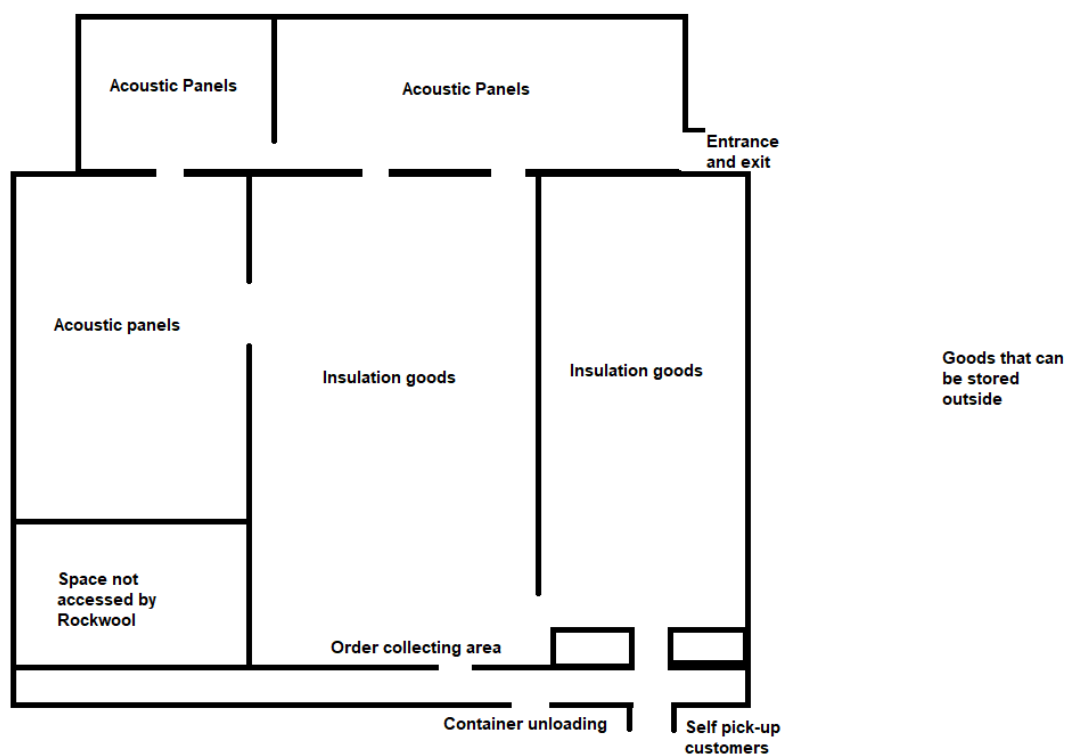 Acoustic Panels
Acoustic Panels
Entrance
and exit
Acoustic panels
Insulation goods
Insulation goods
Goods that can
be stored
outside
Space not
accessed by
Rockwool
Order collecting area
Container unloading
Self pick-up
customers